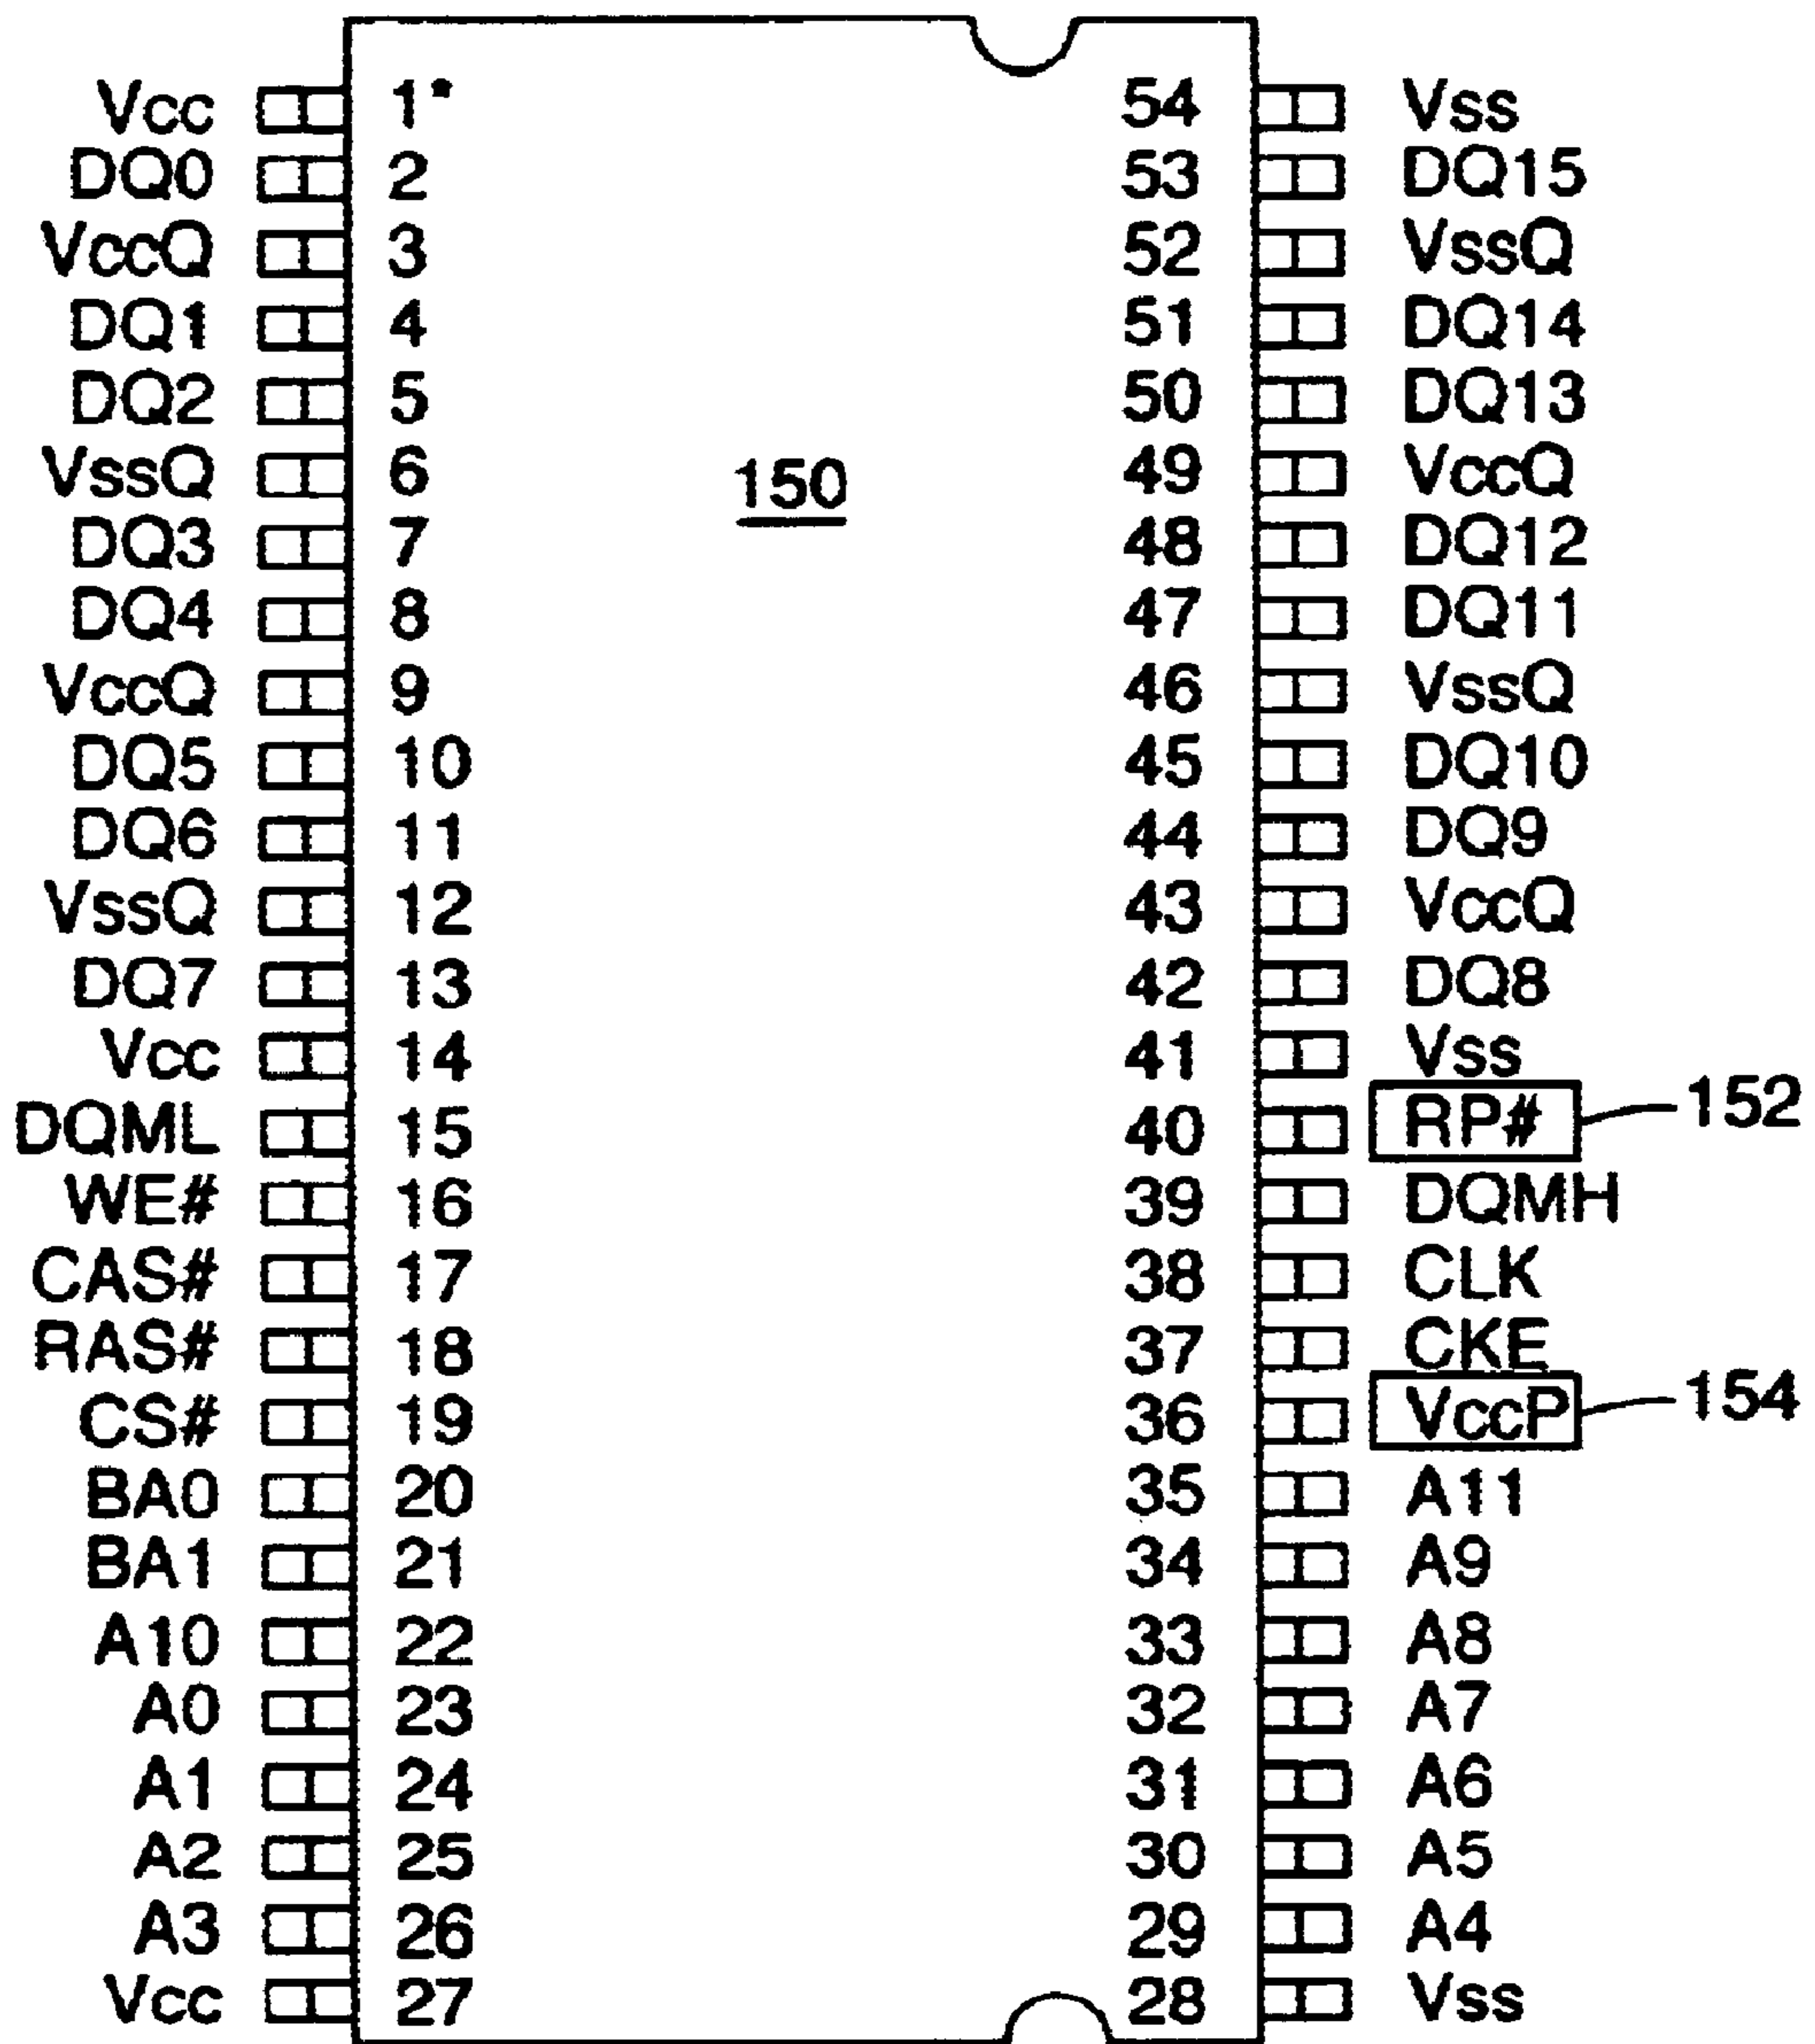 Vcc 1* 54 Vss
DQ0 2 53 DQ15
VccQ 3 52 VssQ
DQ1 4 51 DQ14
DQ2 5 50 DQ13
VssQ 6 150 49 VccQ
DQ3 7 48 DQ12
DQ4 8 47 DQ11
VccQ 9 46 VssQ
DQ5 10 45 DQ10
DQ6 11 44 DQ9
VssQ 12 43 VccQ
DQ7 13 42 DQ8
Vcc 14 41 Vss
DQML 15 40 RP# 152
WE# 16 39 DQMH
CAS# 17 38 CLK
RAS# 18 37 CKE
CS# 19 36 VccP 154
BA0 20 35 A11
BA1 21 34 A9
A10 22 33 A8
A0 23 32 A7
A1 24 31 A6
A2 25 30 A5
A3 26 29 A4
Vcc 27 28 Vss